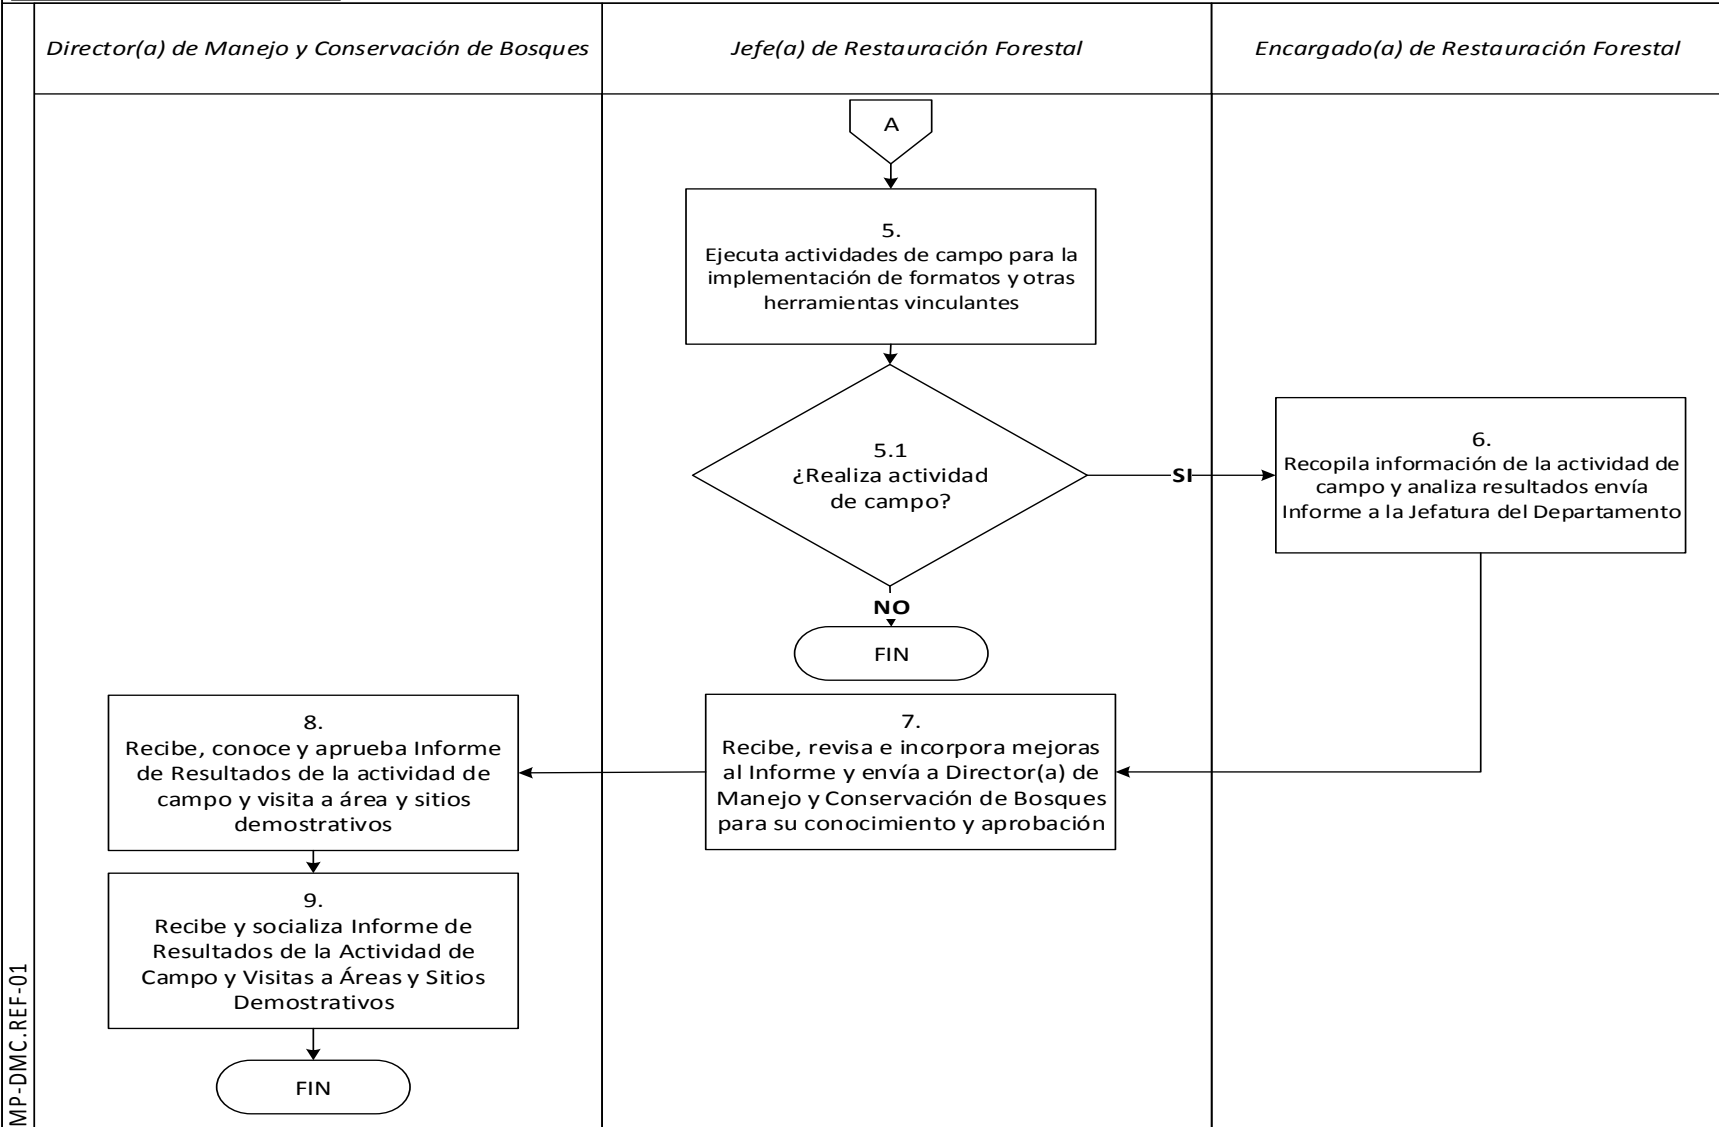 Director(a) de Manejo y Conservación de Bosques
Jefe(a) de Restauración Forestal
Encargado(a) de Restauración Forestal
A
5.
Ejecuta actividades de campo para la
implementación de formatos y otras
herramientas vinculantes
5.1
¿Realiza actividad
de campo?
SI
6.
Recopila información de la actividad de
campo y analiza resultados envía
Informe a la Jefatura del Departamento
NO
FIN
7.
Recibe, revisa e incorpora mejoras
al Informe y envía a Director(a) de
Manejo y Conservación de Bosques
para su conocimiento y aprobación
8.
Recibe, conoce y aprueba Informe
de Resultados de la actividad de
campo y visita a área y sitios
demostrativos
9.
Recibe y socializa Informe de
Resultados de la Actividad de
Campo y Visitas a Áreas y Sitios
Demostrativos
FIN
MP-DMC.REF-01